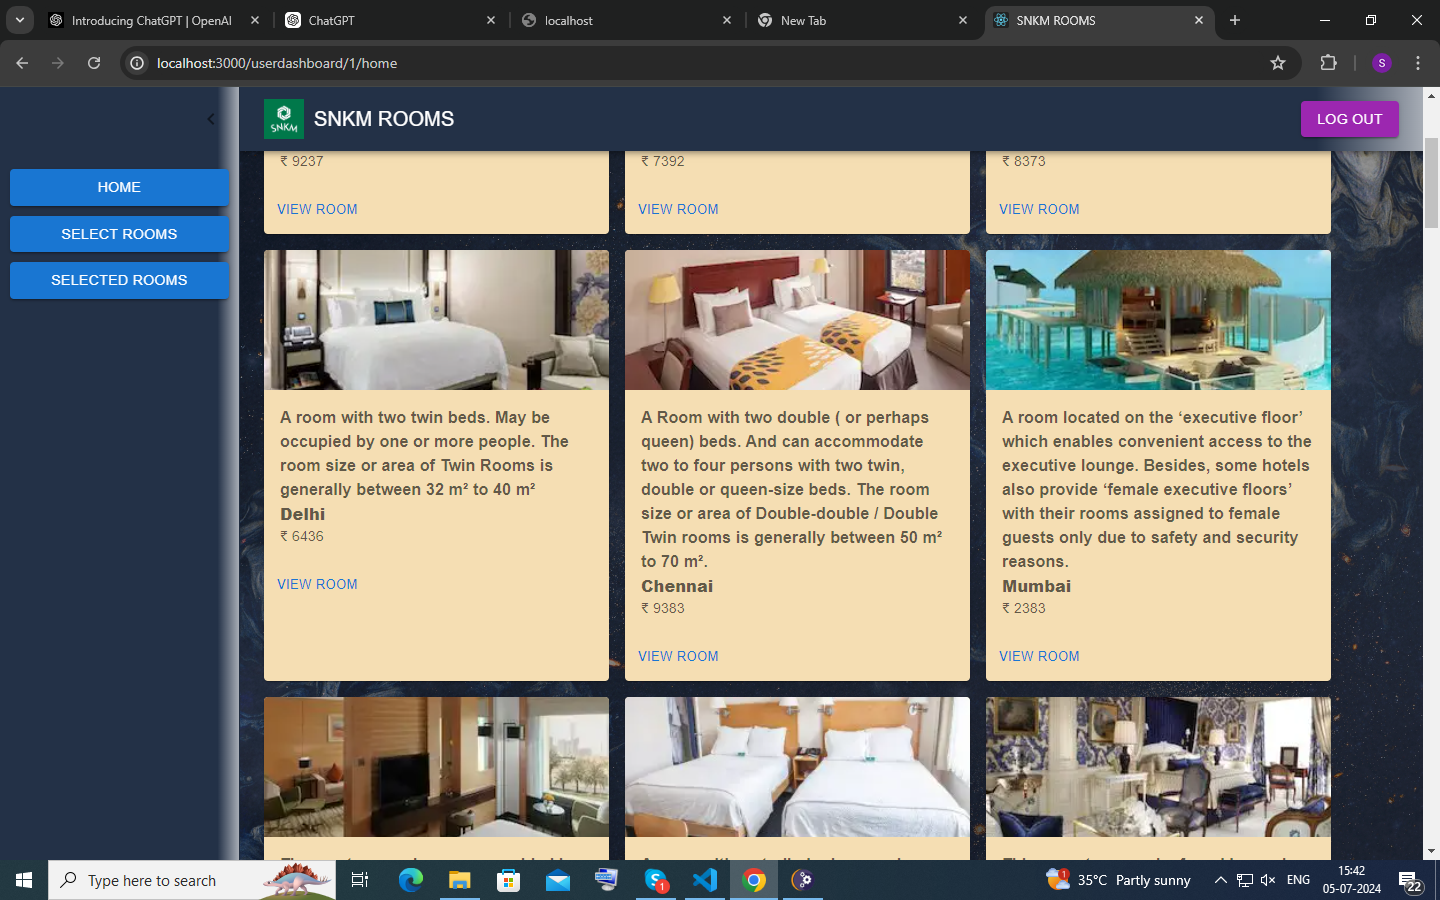 Introducing ChatGPT | OpenAI
ChatGPT
localhost
New Tab
SNKM ROOMS
localhost:3000/userdashboard/1/home
S
SNKM
SNKM ROOMS
LOG OUT
HOME
SELECT ROOMS
SELECTED ROOMS
₹ 9237
VIEW ROOM
₹ 7392
VIEW ROOM
₹ 8373
VIEW ROOM
A room with two twin beds. May be
occupied by one or more people. The
room size or area of Twin Rooms is
generally between 32 m² to 40 m²
Delhi
₹ 6436
VIEW ROOM
A Room with two double ( or perhaps
queen) beds. And can accommodate
two to four persons with two twin,
double or queen-size beds. The room
size or area of Double-double / Double
Twin rooms is generally between 50 m²
to 70 m².
Chennai
₹ 9383
VIEW ROOM
A room located on the ‘executive floor’
which enables convenient access to the
executive lounge. Besides, some hotels
also provide ‘female executive floors’
with their rooms assigned to female
guests only due to safety and security
reasons.
Mumbai
₹ 2383
VIEW ROOM
Type here to search
1
1
35°C Partly sunny
ENG
15:42
05-07-2024
22